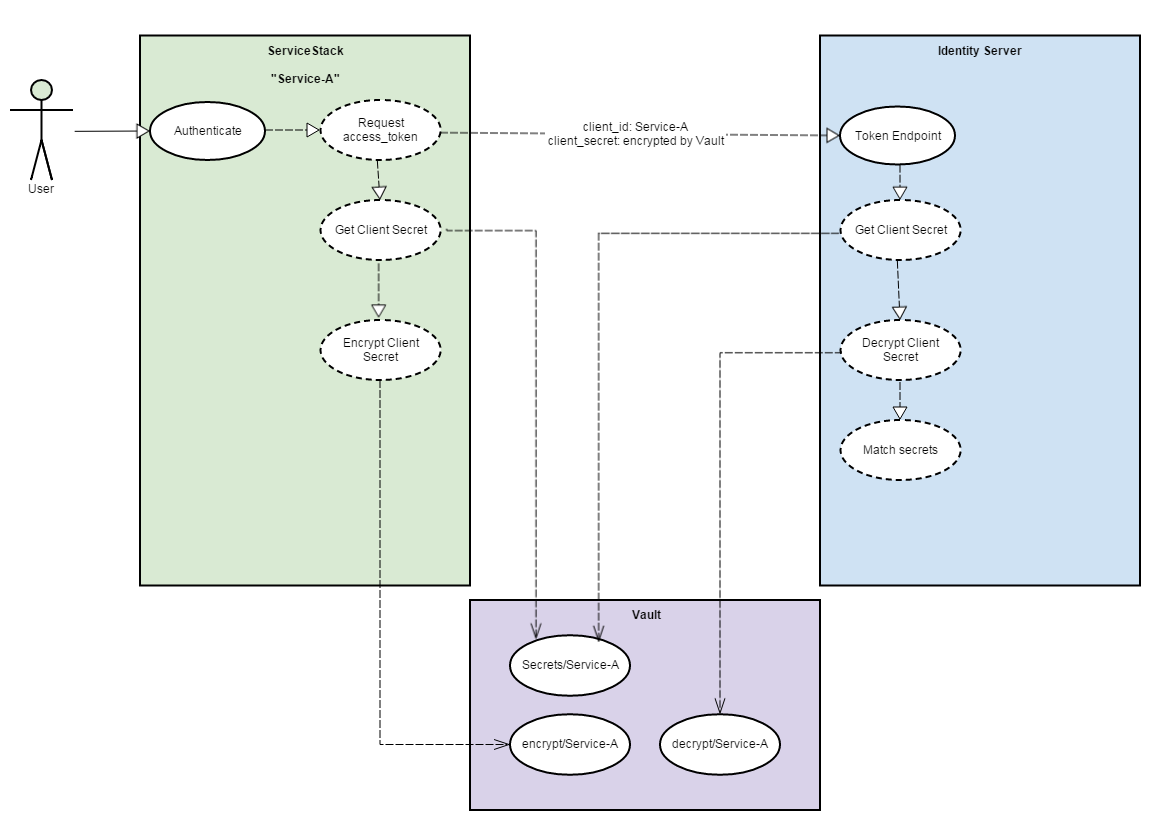 ServiceStack
"Service-A"
Identity Server
User
Authenticate
Request
access_token
client_id: Service-A
client_secret: encrypted by Vault
Token Endpoint
Get Client Secret
Get Client Secret
Encrypt Client
Secret
Decrypt Client
Secret
Match secrets
Vault
Secrets/Service-A
encrypt/Service-A
decrypt/Service-A